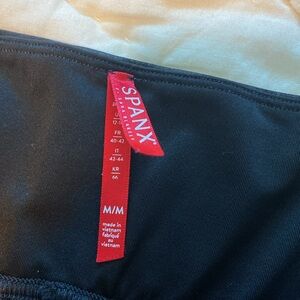 SPANX®
FR
40-42
IT
42-44
KR
66
M/M
made in
vietnam
fabriqué
au
vietnam